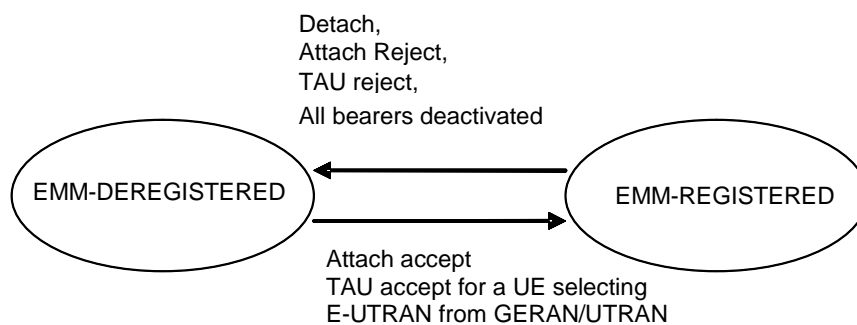 Detach,
Attach Reject,
TAU reject,
All bearers deactivated
EMM-DEREGISTERED
EMM-REGISTERED
Attach accept
TAU accept for a UE selecting
E-UTRAN from GERAN/UTRAN